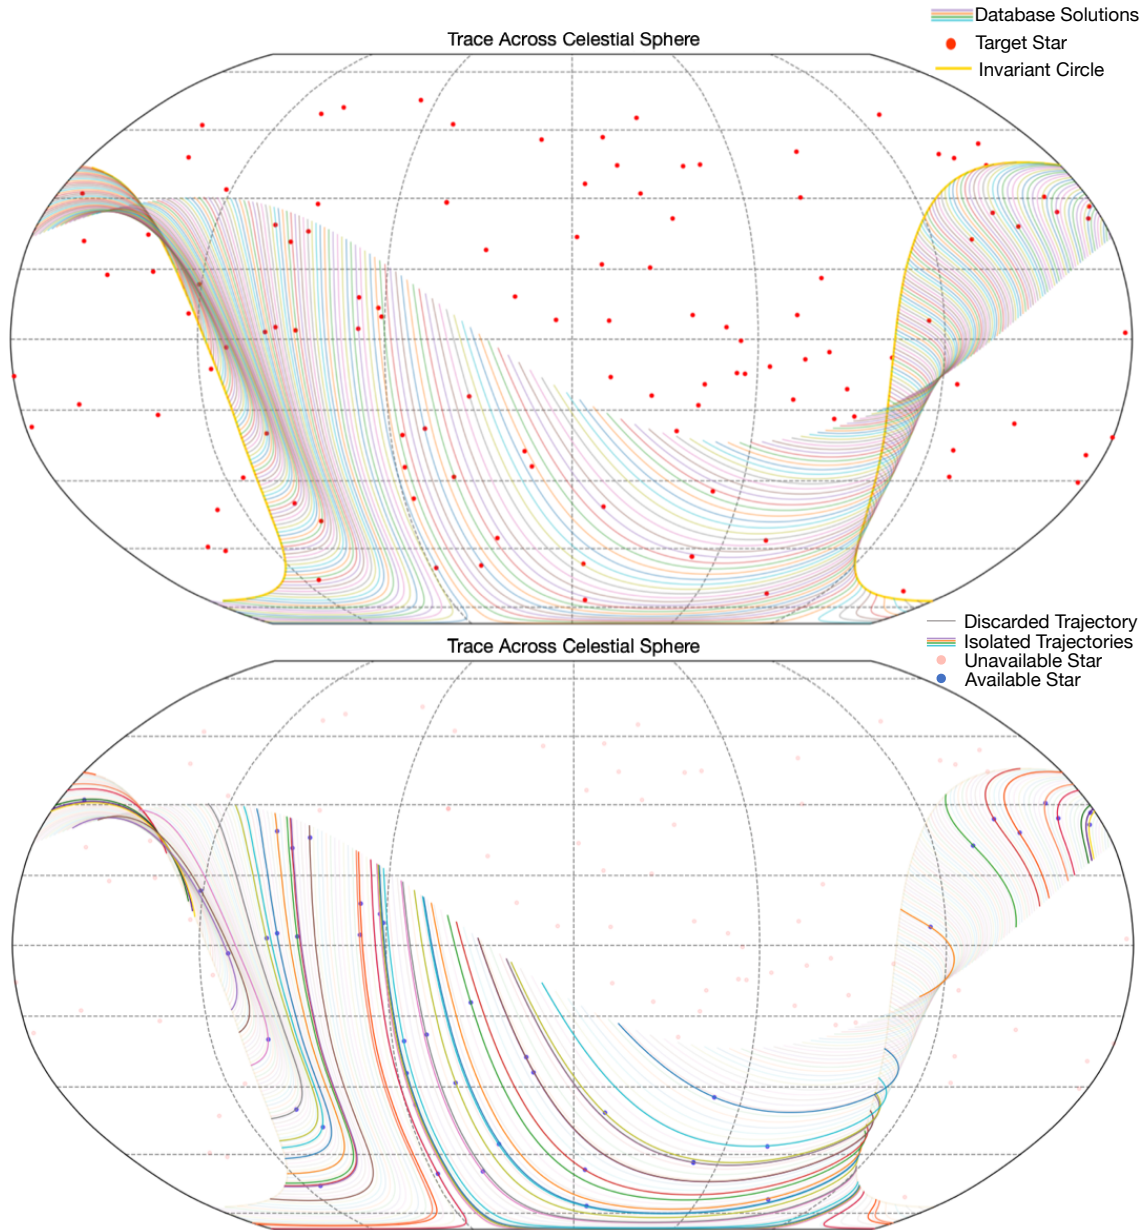 Database Solutions
Trace Across Celestial Sphere
Target Star
Invariant Circle
Discarded Trajectory
Trace Across Celestial Sphere
Isolated Trajectories
Unavailable Star
Available Star